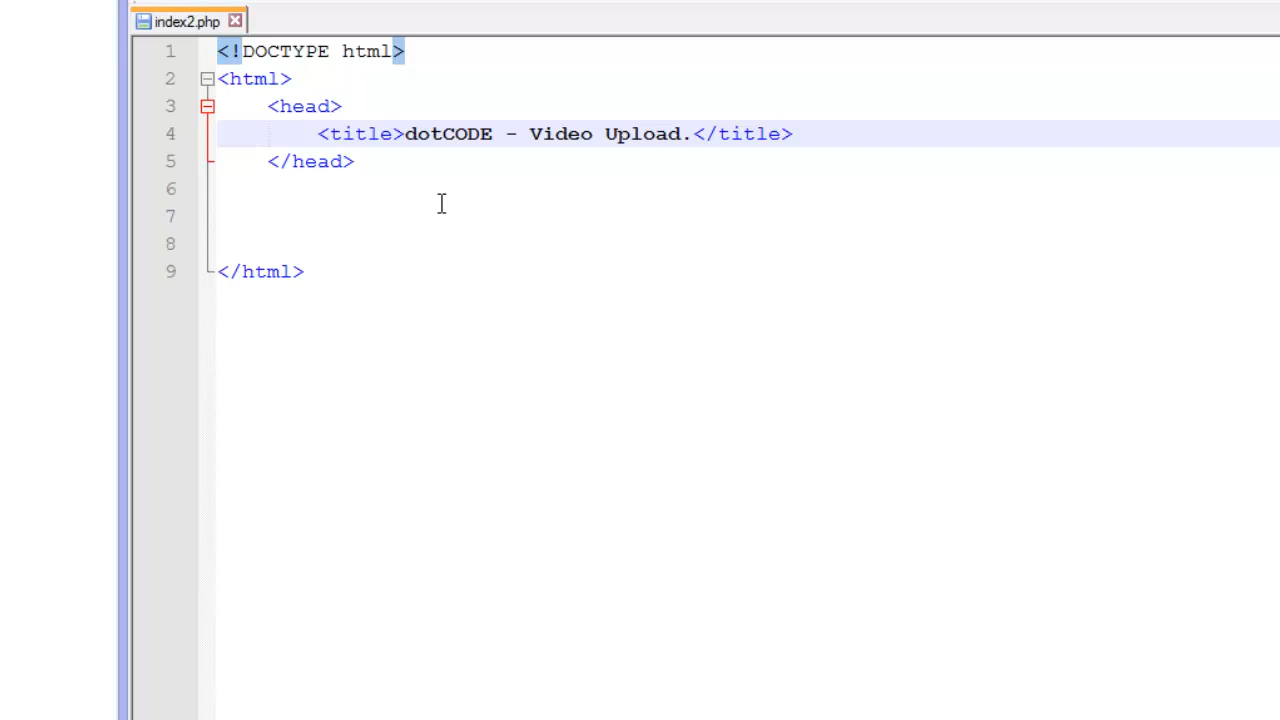 index2.php
1 <!DOCTYPE html>
2 <html>
3 <head>
4 <title>dotCODE - Video Upload.</title>
5 </head>
6
7
8
9 </html>